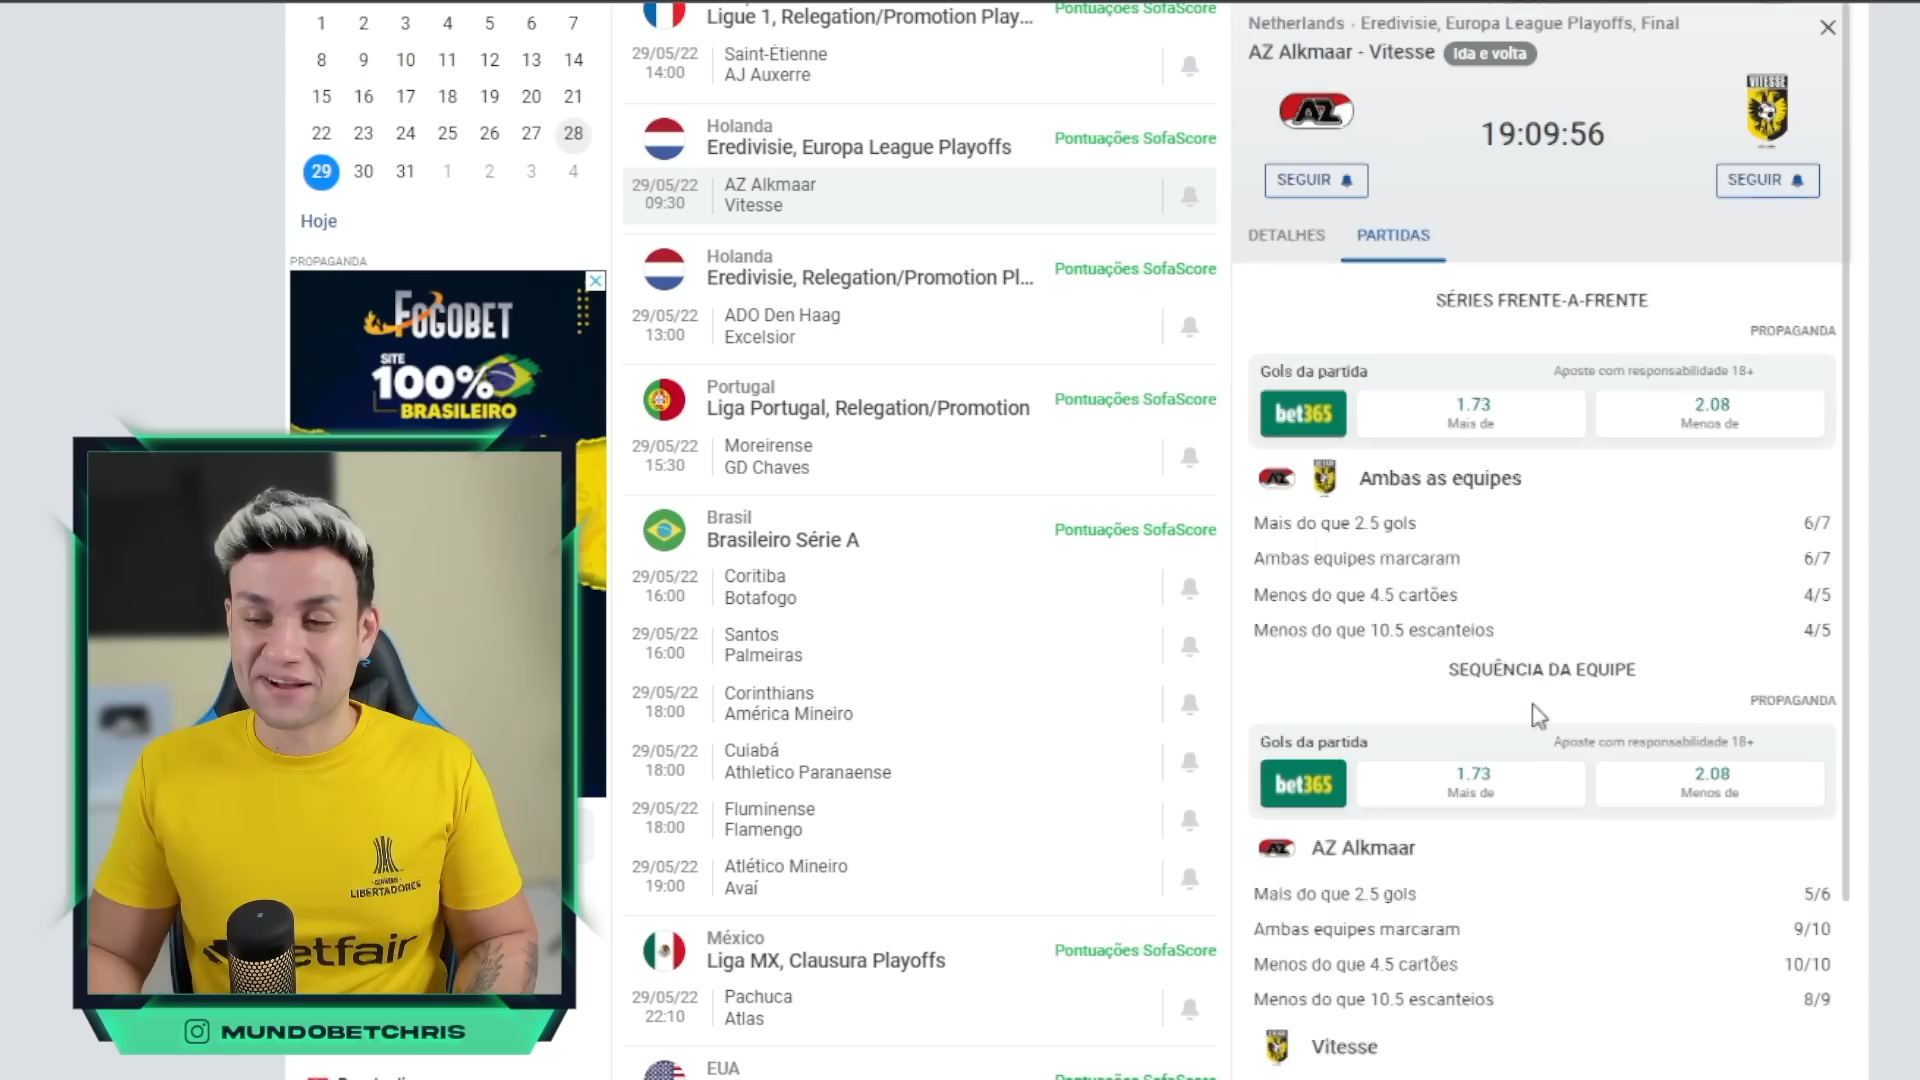 1 2 3 4 5 6 7
8 9 10 11 12 13 14
15 16 17 18 19 20 21
22 23 24 25 26 27 28
29 30 31 1 2 3 4
Hoje
PROPAGANDA
FOGOBET
SITE
100%
BRASILEIRO
LIBERTADORES
etfair
MUNDOBETCHRIS
Ligue 1, Relegation/Promotion Play...
Pontuações SofaScore
29/05/22
14:00
Saint-Étienne
AJ Auxerre
Holanda
Eredivisie, Europa League Playoffs
Pontuações SofaScore
29/05/22
09:30
AZ Alkmaar
Vitesse
Holanda
Eredivisie, Relegation/Promotion Pl...
Pontuações SofaScore
29/05/22
13:00
ADO Den Haag
Excelsior
Portugal
Liga Portugal, Relegation/Promotion
Pontuações SofaScore
29/05/22
15:30
Moreirense
GD Chaves
Brasil
Brasileiro Série A
Pontuações SofaScore
29/05/22
16:00
Coritiba
Botafogo
29/05/22
16:00
Santos
Palmeiras
29/05/22
18:00
Corinthians
América Mineiro
29/05/22
18:00
Cuiabá
Athletico Paranaense
29/05/22
18:00
Fluminense
Flamengo
29/05/22
19:00
Atlético Mineiro
Avaí
México
Liga MX, Clausura Playoffs
Pontuações SofaScore
29/05/22
22:10
Pachuca
Atlas
EUA
Netherlands › Eredivisie, Europa League Playoffs, Final
AZ Alkmaar - Vitesse Ida e volta
AZ
VITESSE
19:09:56
SEGUIR
SEGUIR
DETALHES PARTIDAS
SÉRIES FRENTE-A-FRENTE
PROPAGANDA
Gols da partida
Aposte com responsabilidade 18+
bet365
1.73
Mais de
2.08
Menos de
AZ
Ambas as equipes
Mais do que 2.5 gols 6/7
Ambas equipes marcaram 6/7
Menos do que 4.5 cartões 4/5
Menos do que 10.5 escanteios 4/5
SEQUÊNCIA DA EQUIPE
PROPAGANDA
Gols da partida
Aposte com responsabilidade 18+
bet365
1.73
Mais de
2.08
Menos de
AZ
AZ Alkmaar
Mais do que 2.5 gols 5/6
Ambas equipes marcaram 9/10
Menos do que 4.5 cartões 10/10
Menos do que 10.5 escanteios 8/9
Vitesse